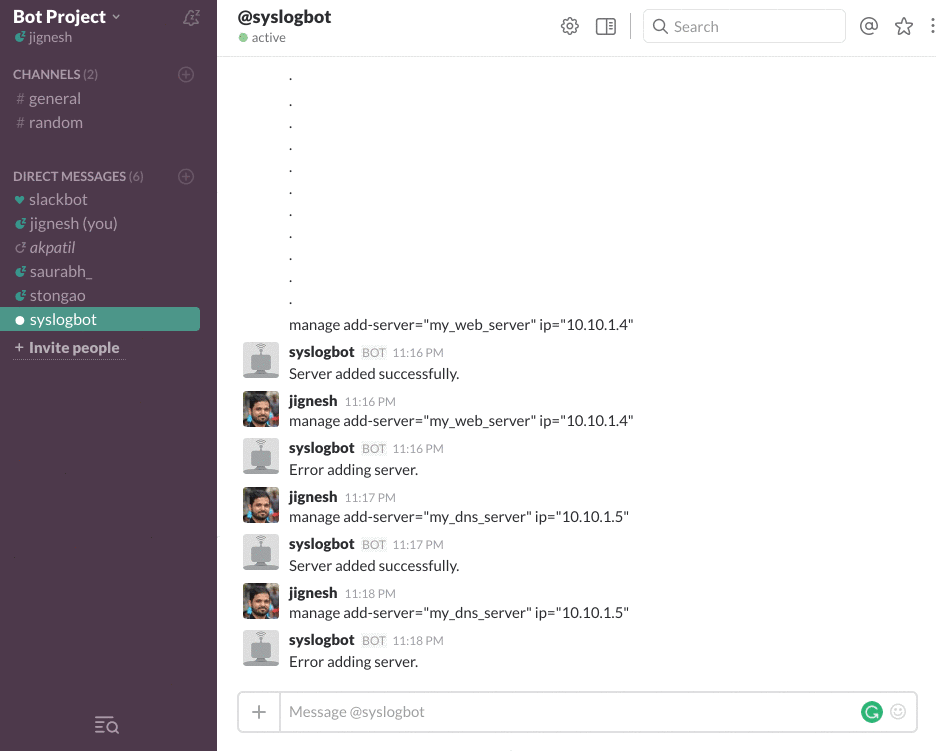 Bot Project
jignesh
CHANNELS (2)
# general
# random
DIRECT MESSAGES (6)
slackbot
jignesh (you)
akpatil
saurabh_
stongao
syslogbot
+ Invite people
@syslogbot
active
Search
.
.
.
.
.
.
.
.
.
.
.
manage add-server="my_web_server" ip="10.10.1.4"
syslogbot BOT 11:16 PM
Server added successfully.
jignesh 11:16 PM
manage add-server="my_web_server" ip="10.10.1.4"
syslogbot BOT 11:16 PM
Error adding server.
jignesh 11:17 PM
manage add-server="my_dns_server" ip="10.10.1.5"
syslogbot BOT 11:17 PM
Server added successfully.
jignesh 11:18 PM
manage add-server="my_dns_server" ip="10.10.1.5"
syslogbot BOT 11:18 PM
Error adding server.
Message @syslogbot